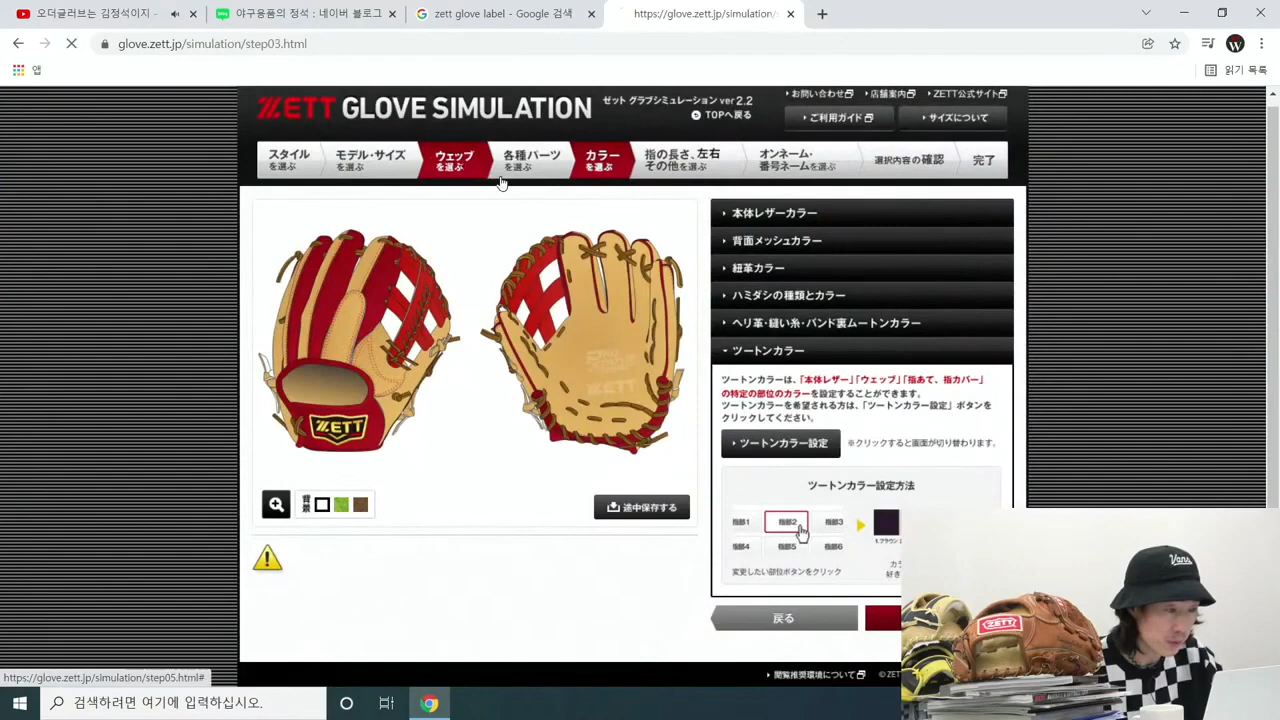 오더글러브는 김정석이지 -
야구용품의 정석 : 네이버 블로그
zett glove label - Google 검색
https://glove.zett.jp/simulation/
glove.zett.jp/simulation/step03.html
앱
읽기 목록
ZETT GLOVE SIMULATION
ゼット グラブシミュレーション ver 2.2
TOPへ戻る
お問い合わせ
店舗案内
ZETT公式サイト
ご利用ガイド
サイズについて
スタイル
を選ぶ
モデル・サイズ
を選ぶ
ウェッブ
を選ぶ
各種パーツ
を選ぶ
カラー
を選ぶ
指の長さ、左右
その他を選ぶ
オンネーム・
番号ネームを選ぶ
選択内容の確認
完了
ZETT
ZETT
背景
途中保存する
本体レザーカラー
背面メッシュカラー
紐革カラー
ハミダシの種類とカラー
ヘリ革・縫い糸・バンド裏ムートンカラー
ツートンカラー
ツートンカラーは、「本体レザー」「ウェッブ」「指あて、指カバー」
の特定の部位のカラーを設定することができます。
ツートンカラーを希望される方は、「ツートンカラー設定」ボタンを
クリックしてください。
ツートンカラー設定
※クリックすると画面が切り替わります。
ツートンカラー設定方法
指部1 指部2 指部3
指部4 指部5 指部6
変更したい部位ボタンをクリック
戻る
閲覧推奨環境について
https://glove.zett.jp/simulation/step05.html#
ZETT
Vans
검색하려면 여기에 입력하십시오.